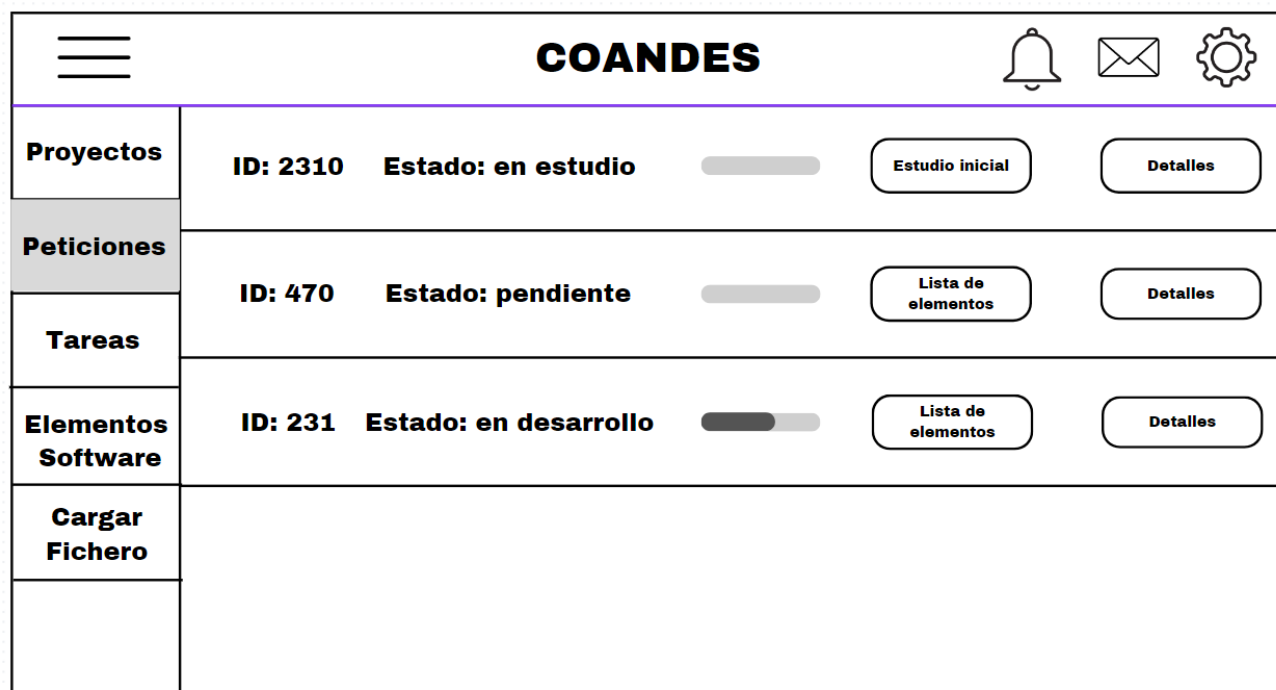 COANDES
Proyectos
Peticiones
Tareas
Elementos
Software
Cargar
Fichero
ID: 2310 Estado: en estudio Estudio inicial Detalles
ID: 470 Estado: pendiente Lista de
elementos Detalles
ID: 231 Estado: en desarrollo Lista de
elementos Detalles